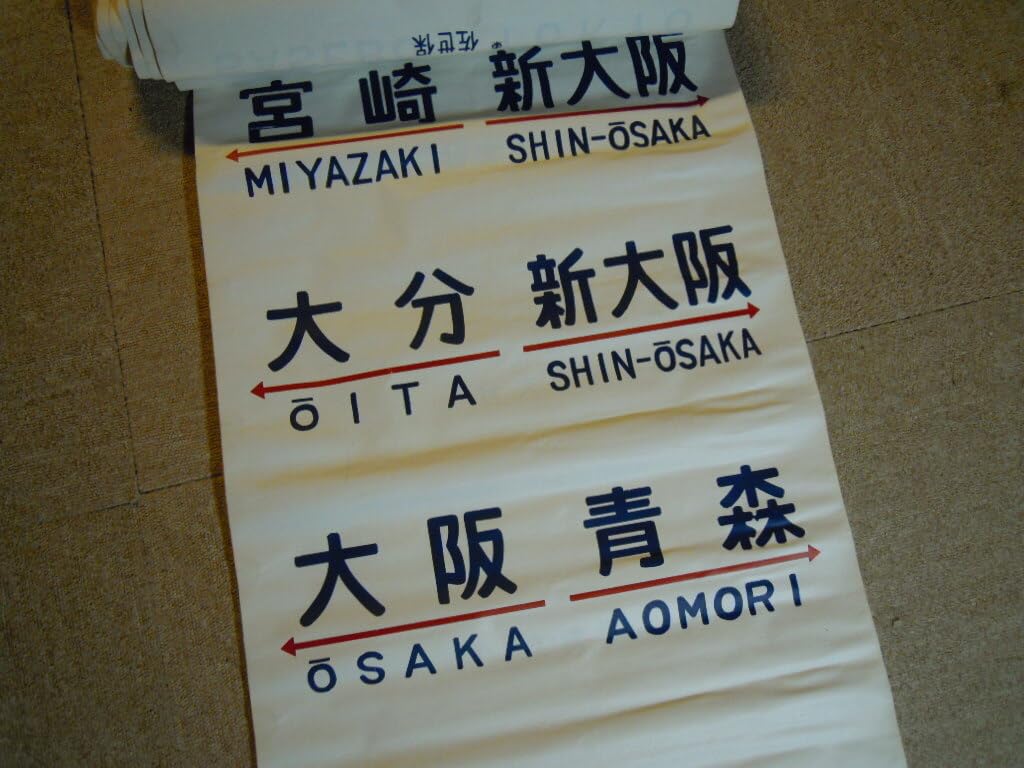 佐世保
宮崎 新大阪
MIYAZAKI SHIN-ŌSAKA
大分 新大阪
ŌITA SHIN-ŌSAKA
大阪 青森
ŌSAKA AOMORI